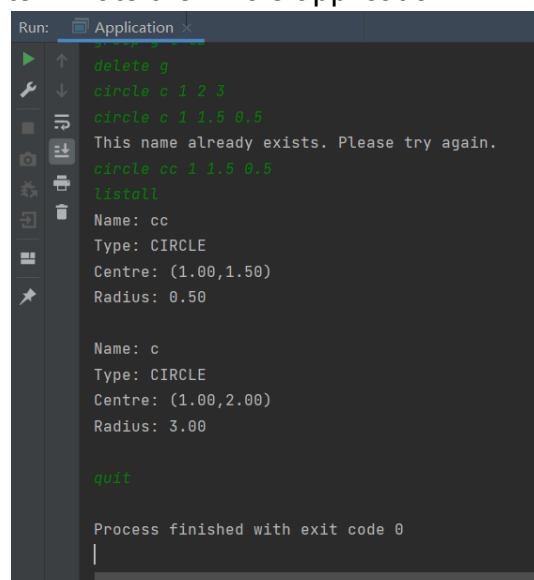 Run: Application ×
delete g
circle c 1 2 3
circle c 1 1.5 0.5
This name already exists. Please try again.
circle cc 1 1.5 0.5
listall
Name: cc
Type: CIRCLE
Centre: (1.00,1.50)
Radius: 0.50
Name: c
Type: CIRCLE
Centre: (1.00,2.00)
Radius: 3.00
quit
Process finished with exit code 0